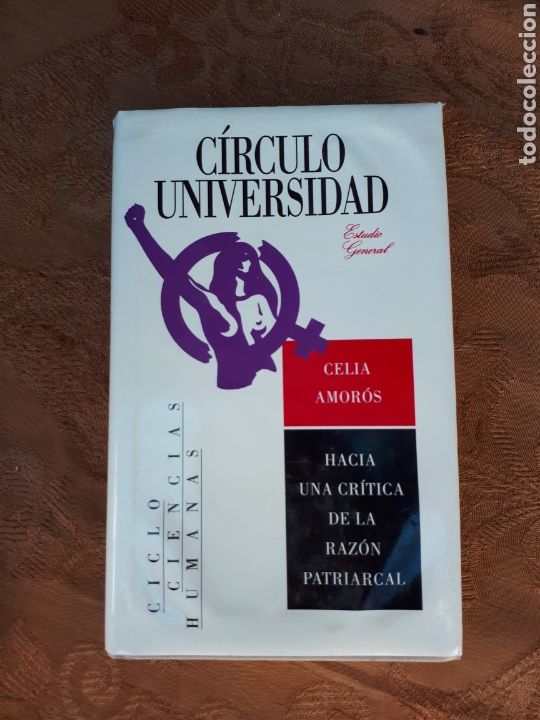 CÍRCULO
UNIVERSIDAD
Estudio
General
CELIA
AMORÓS
HACIA
UNA CRÍTICA
DE LA
RAZÓN
PATRIARCAL
CICLO
CIENCIAS
HUMANAS
todocoleccion